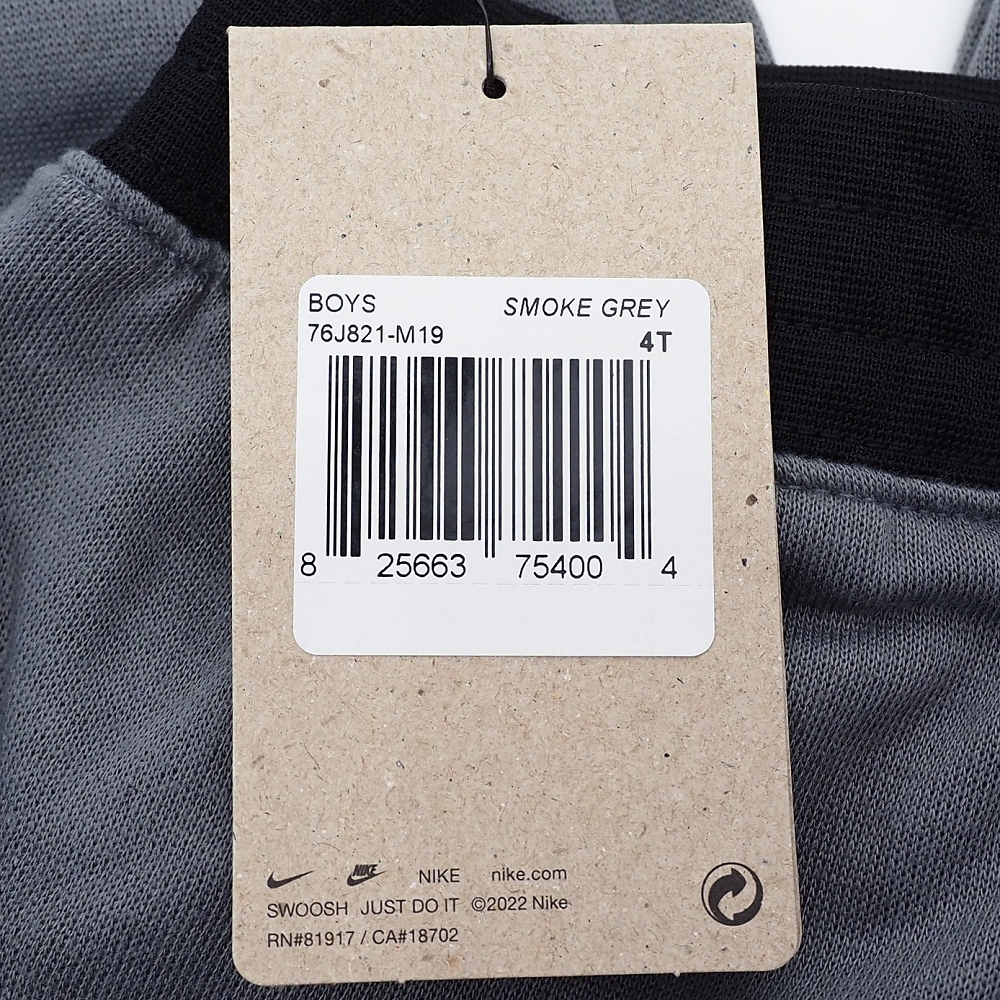 BOYS SMOKE GREY
76J821-M19 4T
8 25663 75400 4
NIKE NIKE nike.com
SWOOSH JUST DO IT ©2022 Nike
RN#81917 / CA#18702